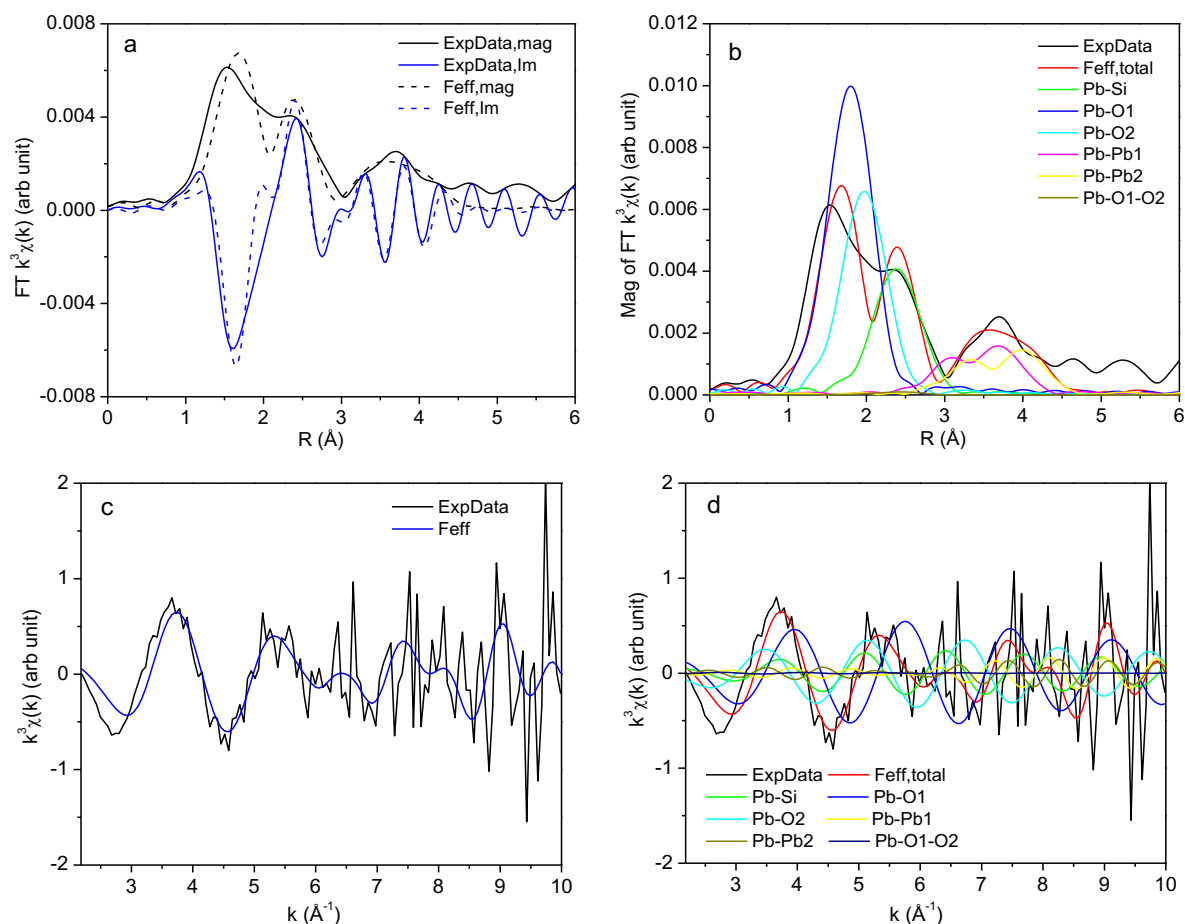 a
ExpData,mag
ExpData,Im
Feff,mag
Feff,Im
0.008
0.004
0.000
-0.004
-0.008
0 1 2 3 4 5 6
R (Å)
FT k³χ(k) (arb unit)
b
ExpData
Feff,total
Pb-Si
Pb-O1
Pb-O2
Pb-Pb1
Pb-Pb2
Pb-O1-O2
0.012
0.010
0.008
0.006
0.004
0.002
0.000
0 1 2 3 4 5 6
R (Å)
Mag of FT k³χ(k) (arb unit)
c
ExpData
Feff
2
1
0
-1
-2
3 4 5 6 7 8 9 10
k (Å⁻¹)
k³χ(k) (arb unit)
d
2
1
0
-1
-2
ExpData Feff,total
Pb-Si Pb-O1
Pb-O2 Pb-Pb1
Pb-Pb2 Pb-O1-O2
3 4 5 6 7 8 9 10
k (Å⁻¹)
k³χ(k) (arb unit)